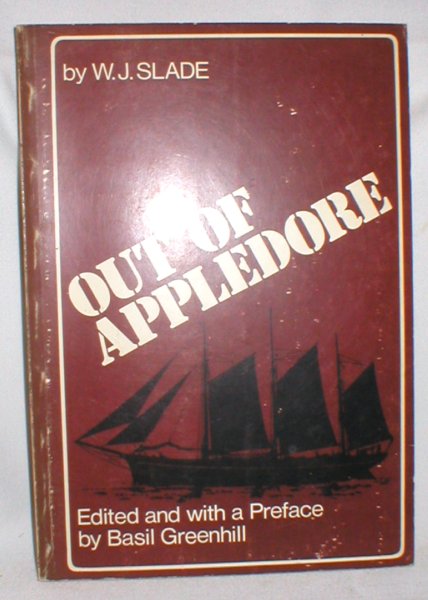 by W.J. SLADE
OUT OF
APPLEDORE
Edited and with a Preface
by Basil Greenhill